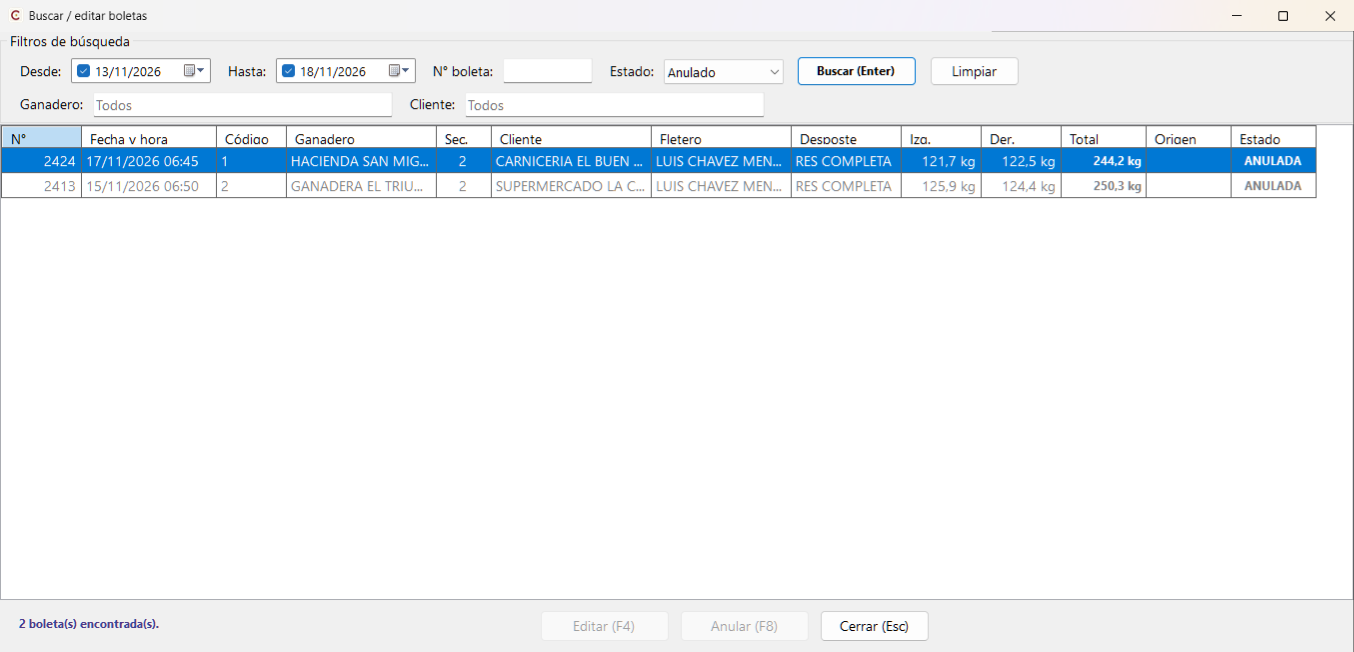 Buscar / editar boletas
Filtros de búsqueda
Desde: 13/11/2026 Hasta: 18/11/2026 N° boleta: Estado: Anulado Buscar (Enter) Limpiar
Ganadero: Todos Cliente: Todos
N° Fecha y hora Código Ganadero Sec. Cliente Fletero Desposte Izq. Der. Total Origen Estado
2424 17/11/2026 06:45 1 HACIENDA SAN MIG... 2 CARNICERIA EL BUEN ... LUIS CHAVEZ MEN... RES COMPLETA 121,7 kg 122,5 kg 244,2 kg ANULADA
2413 15/11/2026 06:50 2 GANADERA EL TRIU... 2 SUPERMERCADO LA C... LUIS CHAVEZ MEN... RES COMPLETA 125,9 kg 124,4 kg 250,3 kg ANULADA
2 boleta(s) encontrada(s). Editar (F4) Anular (F8) Cerrar (Esc)